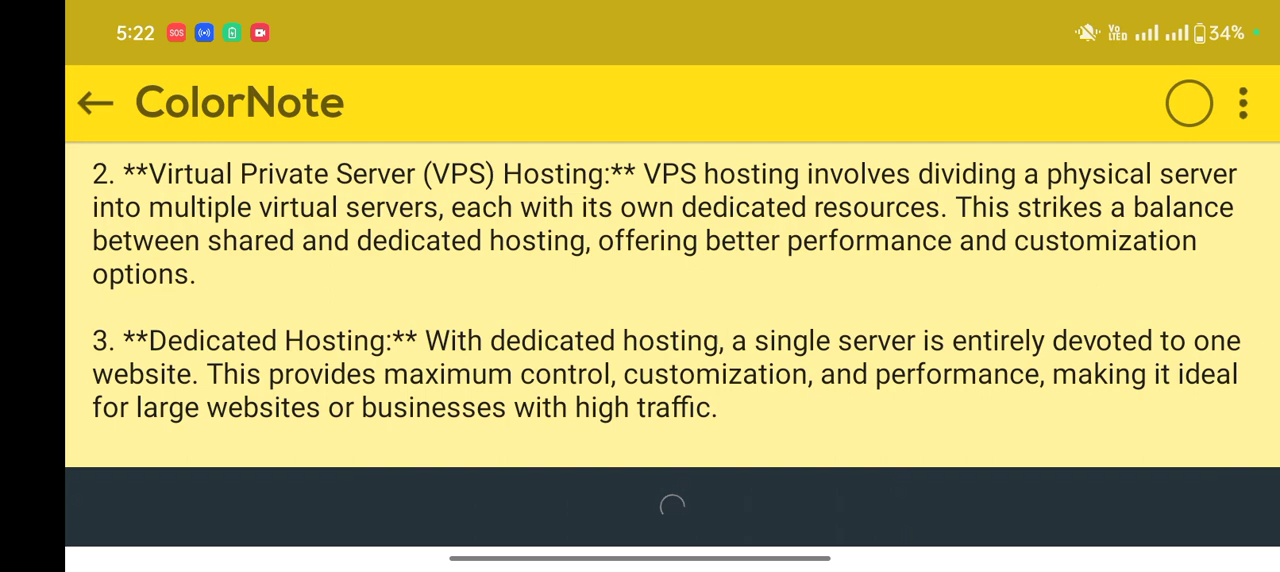 5:22 SOS VoLTED 34%
ColorNote
2. **Virtual Private Server (VPS) Hosting:** VPS hosting involves dividing a physical server
into multiple virtual servers, each with its own dedicated resources. This strikes a balance
between shared and dedicated hosting, offering better performance and customization
options.
3. **Dedicated Hosting:** With dedicated hosting, a single server is entirely devoted to one
website. This provides maximum control, customization, and performance, making it ideal
for large websites or businesses with high traffic.